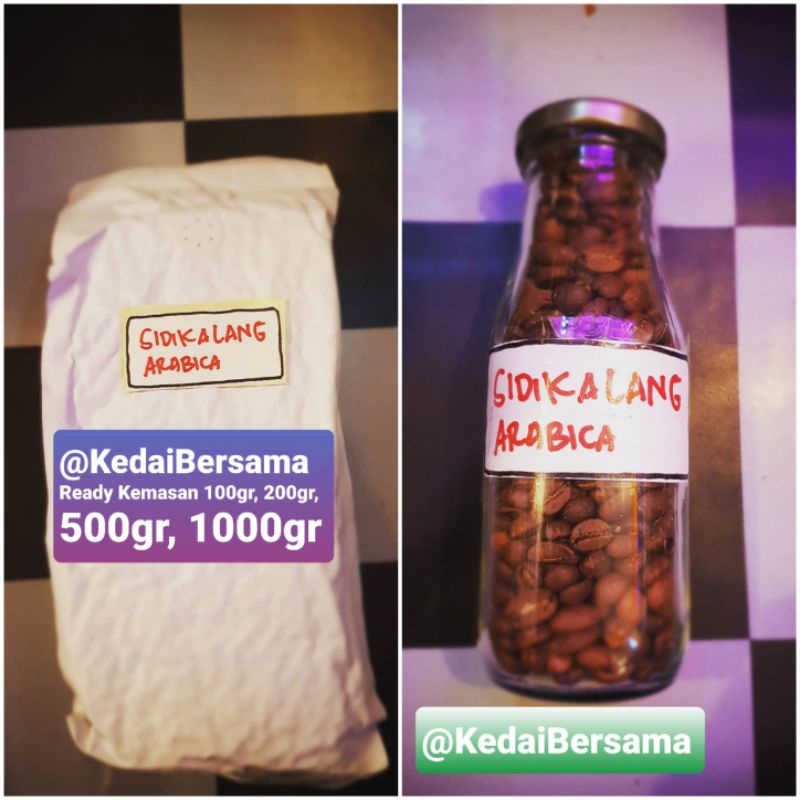 SIDIKALANG
ARABICA
@KedaiBersama
Ready Kemasan 100gr, 200gr,
500gr, 1000gr
SIDIKALANG
ARABICA
@KedaiBersama